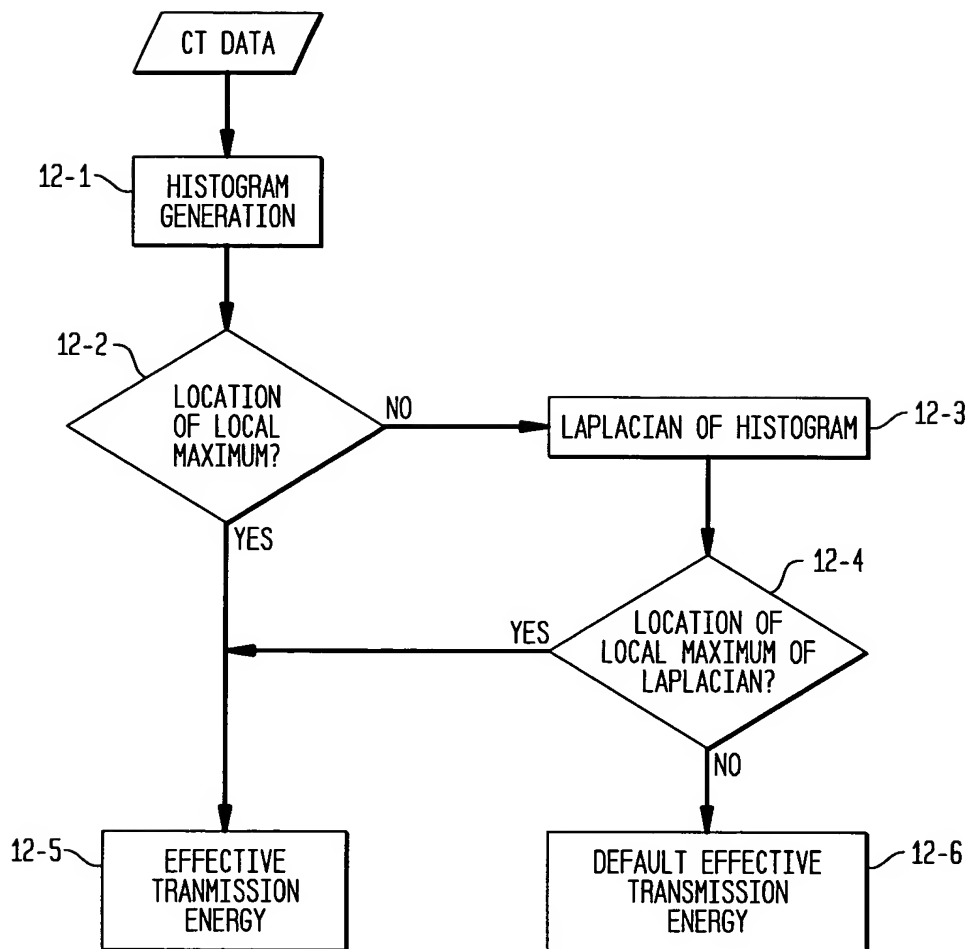 CT DATA
12-1
HISTOGRAM
GENERATION
12-2
LOCATION
OF LOCAL
MAXIMUM?
NO
LAPLACIAN OF HISTOGRAM
12-3
YES
12-4
LOCATION OF
LOCAL MAXIMUM OF
LAPLACIAN?
YES
NO
12-5
EFFECTIVE
TRANMISSION
ENERGY
DEFAULT EFFECTIVE
TRANSMISSION
ENERGY
12-6